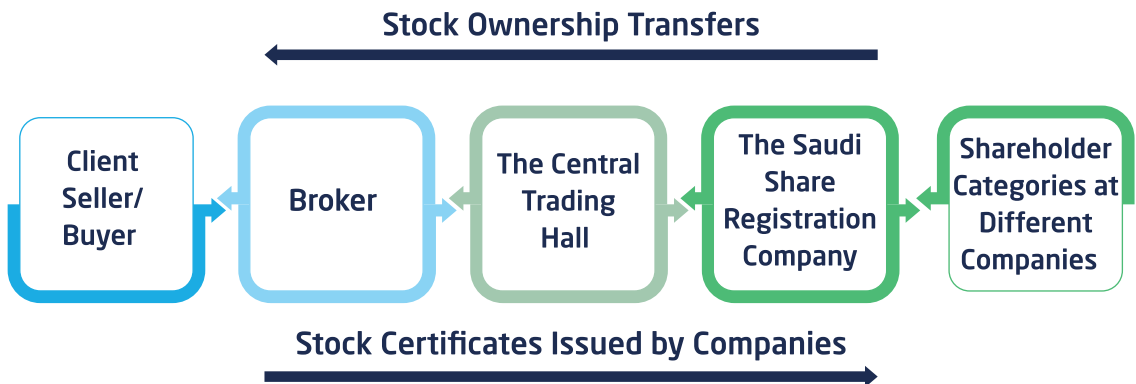 Stock Ownership Transfers
Client
Seller/
Buyer
Broker
The Central
Trading
Hall
The Saudi
Share
Registration
Company
Shareholder
Categories at
Different
Companies
Stock Certificates Issued by Companies